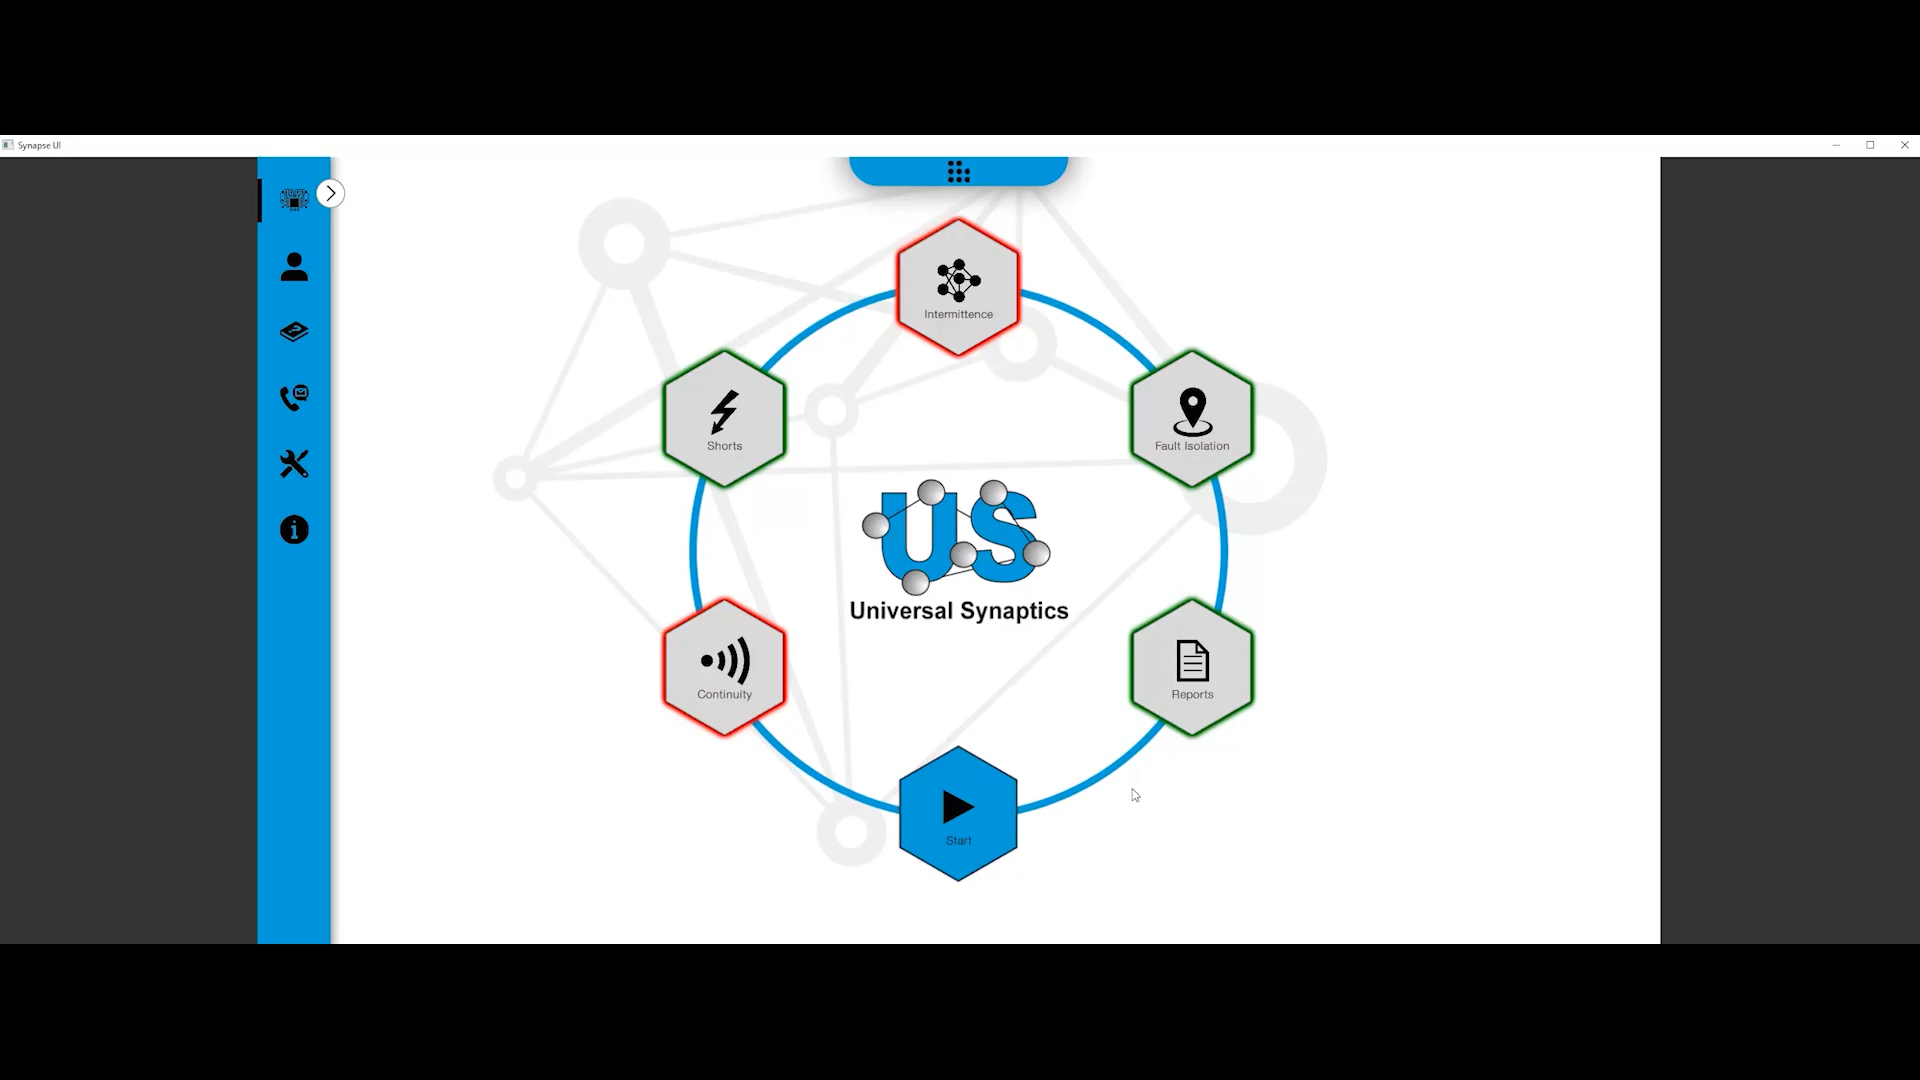 Synapse UI
Intermittence
Shorts
Fault Isolation
US
Universal Synaptics
Continuity
Reports
Start